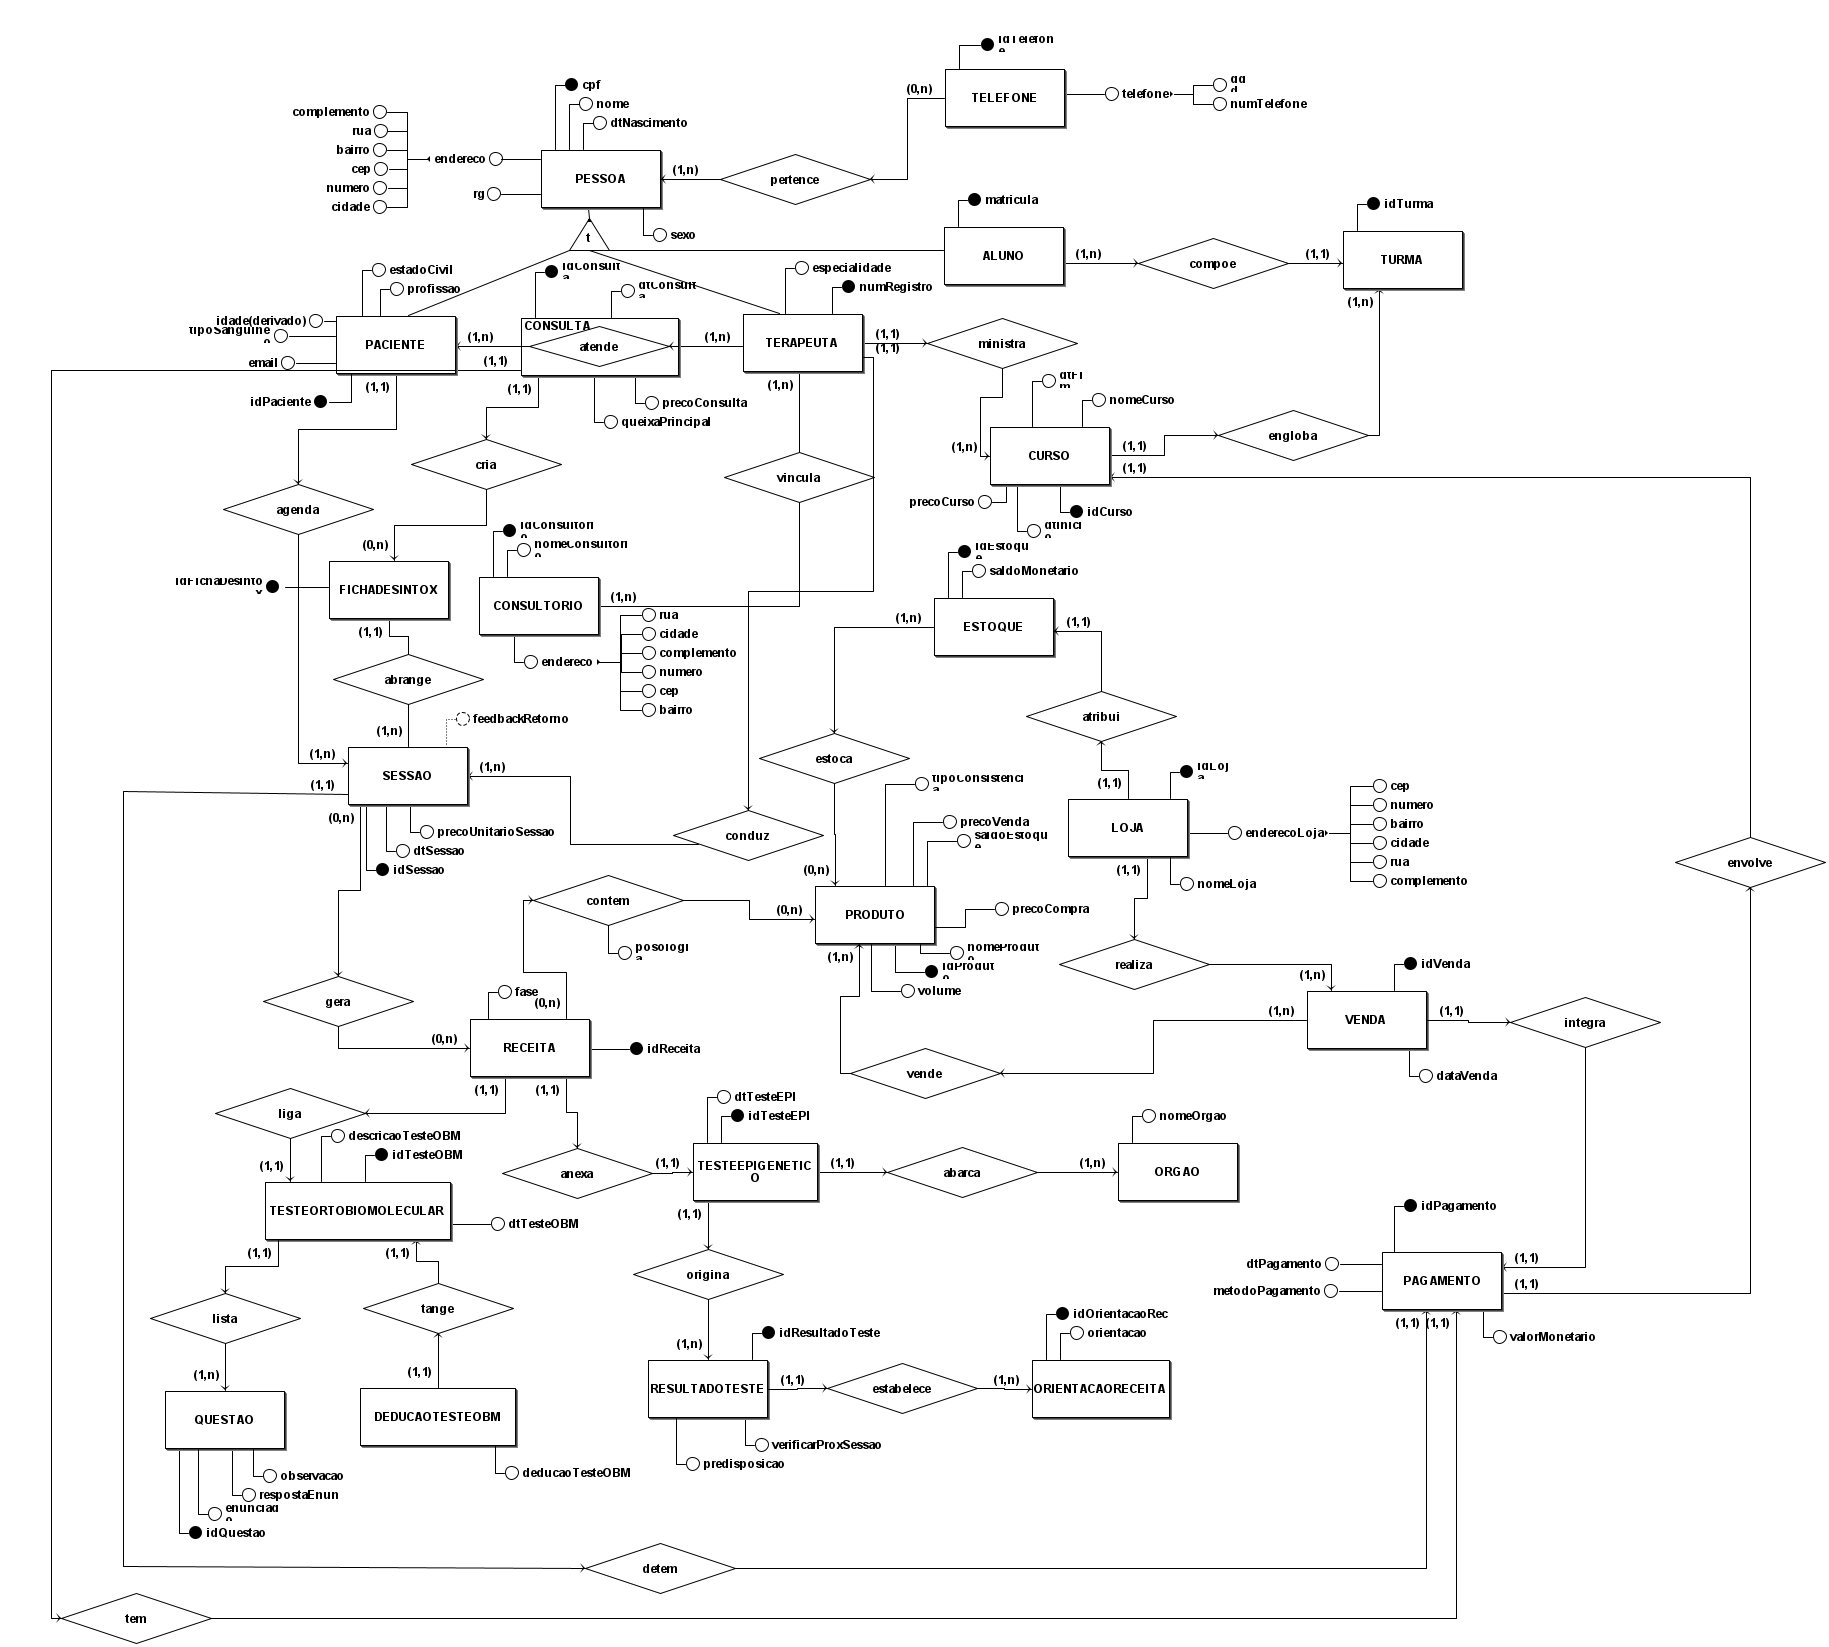 idTelefone
TELEFONE
telefone
ddd
numTelefone
(0,n)
cpf
nome
dtNascimento
complemento
rua
bairro
cep
numero
cidade
endereco
rg
PESSOA
sexo
(1,n)
pertence
t
matricula
ALUNO
(1,n)
compoe
(1,1)
idTurma
TURMA
(1,n)
estadoCivil
profissao
idade(derivado)
tipoSanguineo
email
PACIENTE
idPaciente
(1,1)
(1,n)
(1,1)
idConsulta
dtConsulta
CONSULTA
atende
(1,n)
(1,1)
precoConsulta
queixaPrincipal
especialidade
numRegistro
TERAPEUTA
(1,1)
(1,1)
(1,n)
ministra
dtFim
nomeCurso
(1,n)
CURSO
(1,1)
(1,1)
engloba
precoCurso
idCurso
dtInicio
cria
agenda
vincula
(0,n)
idFichaDesintox
FICHADESINTOX
(1,1)
idConsultorio
nomeConsultorio
CONSULTORIO
(1,n)
endereco
rua
cidade
complemento
numero
cep
bairro
idEstoque
saldoMonetario
(1,n)
ESTOQUE
(1,1)
abrange
atribui
estoca
feedbackRetorno
(1,n)
(1,n)
SESSAO
(1,n)
(1,1)
(0,n)
precoUnitarioSessao
dtSessao
idSessao
conduz
tipoConsistencia
precoVenda
saldoEstoque
(0,n)
PRODUTO
(0,n)
(1,n)
precoCompra
nomeProduto
idProduto
volume
(1,1)
idLoja
LOJA
(1,1)
enderecoLoja
nomeLoja
cep
numero
bairro
cidade
rua
complemento
envolve
contem
posologia
realiza
(1,n)
idVenda
(1,n)
VENDA
(1,1)
dataVenda
integra
gera
fase
(0,n)
(0,n)
RECEITA
idReceita
(1,1)
(1,1)
vende
liga
descricaoTesteOBM
idTesteOBM
(1,1)
TESTEORTOBIOMOLECULAR
dtTesteOBM
(1,1)
(1,1)
anexa
(1,1)
dtTesteEPI
idTesteEPI
TESTEEPIGENETIC
O
(1,1)
(1,1)
abarca
(1,n)
nomeOrgao
ORGAO
idPagamento
dtPagamento
metodoPagamento
PAGAMENTO
(1,1)
(1,1)
(1,1)
(1,1)
valorMonetario
lista
tange
origina
(1,n)
(1,1)
(1,n)
idResultadoTeste
RESULTADOTESTE
(1,1)
estabelece
(1,n)
idOrientacaoRec
orientacao
ORIENTACAORECEITA
verificarProxSessao
predisposicao
QUESTAO
DEDUCAOTESTEOBM
deducaoTesteOBM
observacao
respostaEnun
enunciado
idQuestao
detem
tem